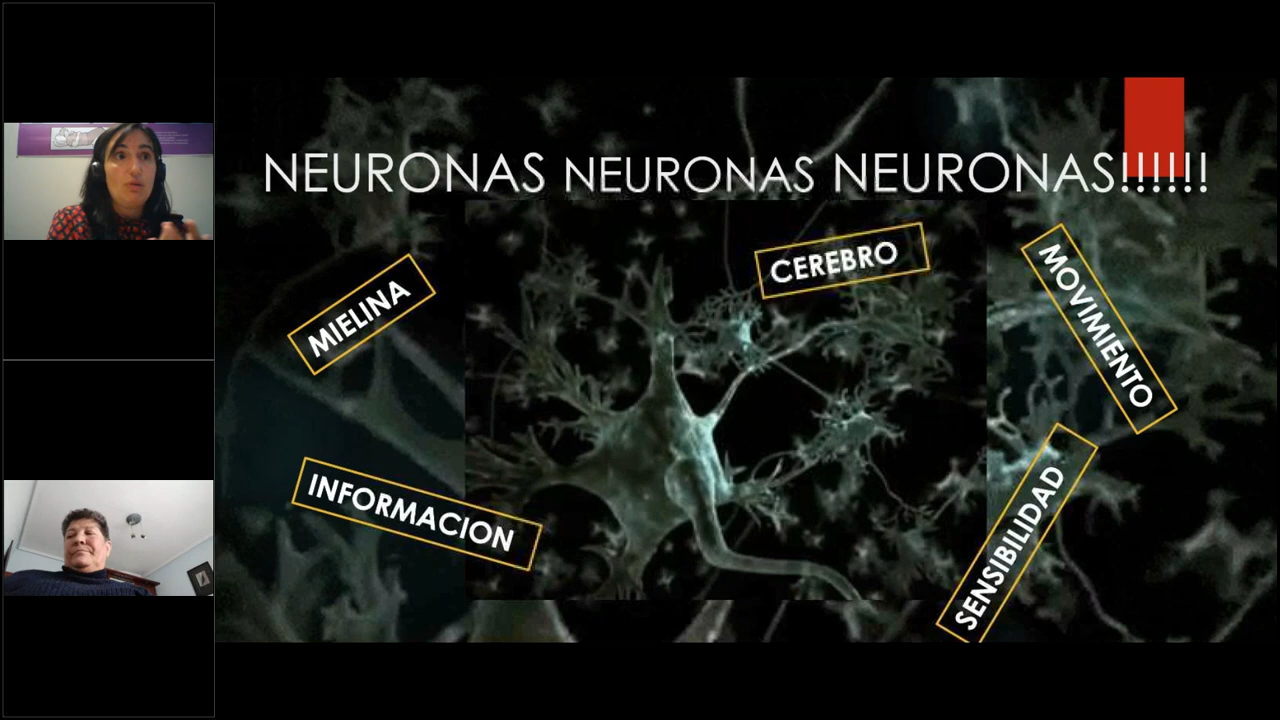 NEURONAS NEURONAS NEURONAS!!!!!!
CEREBRO
MIELINA
MOVIMIENTO
INFORMACION
SENSIBILIDAD